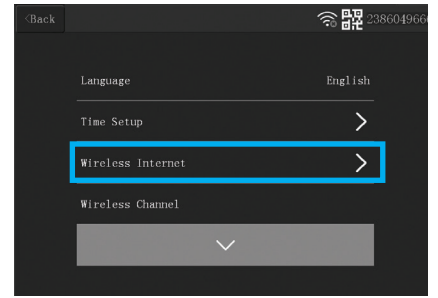 <Back
238604966
Language English
Time Setup
Wireless Internet
Wireless Channel